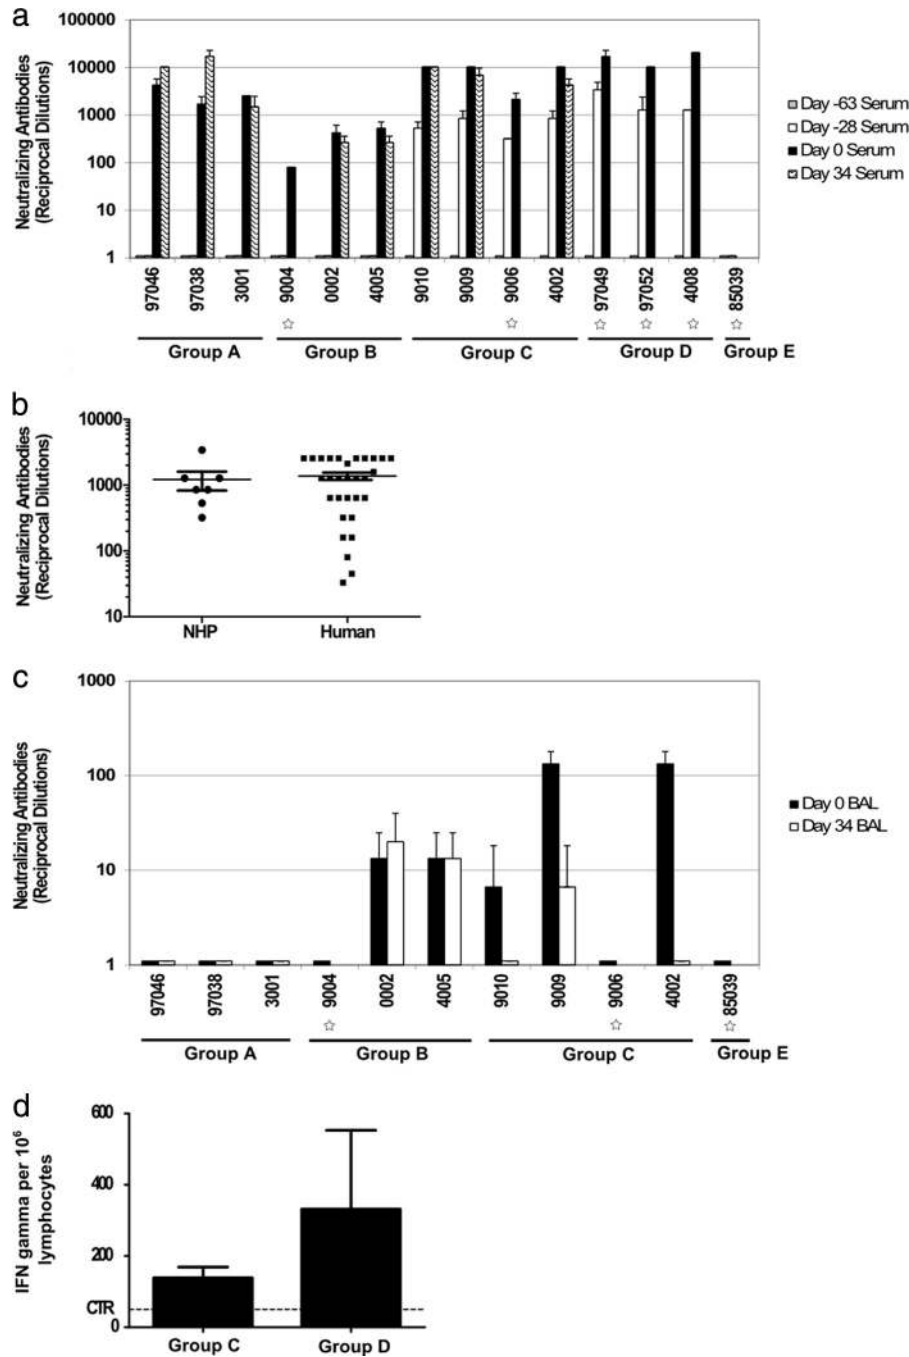 a
Neutralizing Antibodies
(Reciprocal Dilutions)
100000
10000
1000
100
10
1
Day -63 Serum
Day -28 Serum
Day 0 Serum
Day 34 Serum
97046
97038
3001
9004
0002
4005
9010
9009
9006
4002
97049
97052
4008
85039
Group A
Group B
Group C
Group D
Group E
b
Neutralizing Antibodies
(Reciprocal Dilutions)
10000
1000
100
10
NHP
Human
c
Neutralizing Antibodies
(Reciprocal Dilutions)
1000
100
10
1
Day 0 BAL
Day 34 BAL
97046
97038
3001
9004
0002
4005
9010
9009
9006
4002
85039
Group A
Group B
Group C
Group E
d
IFN gamma per 10⁶
lymphocytes
600
400
200
CTR
0
Group C
Group D